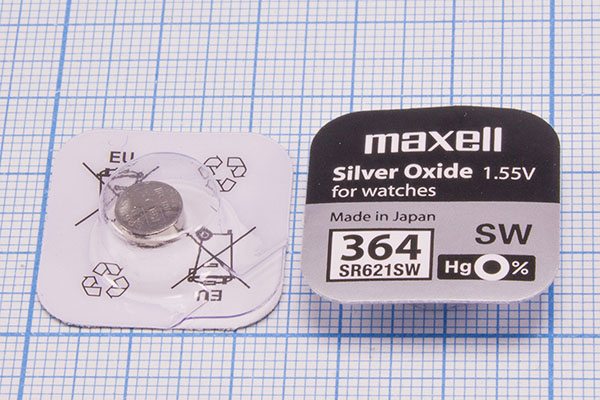 EU
EU
maxell
Silver Oxide 1.55V
for watches
Made in Japan
364
SR621SW
SW
Hg 0 %